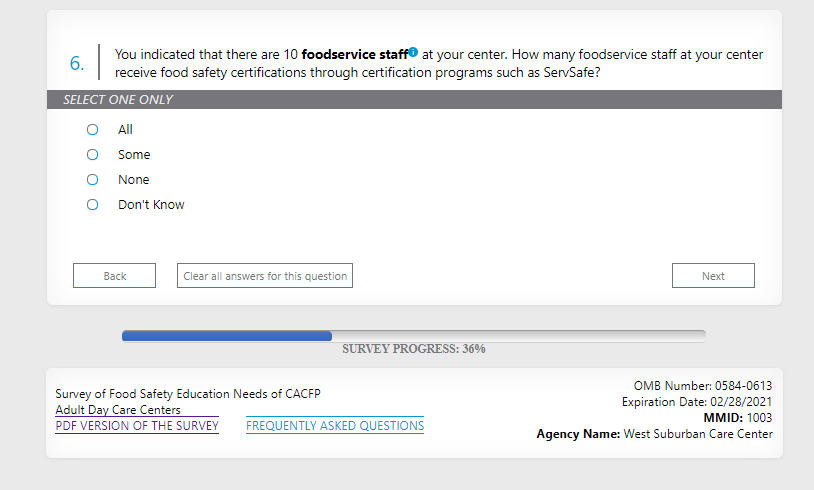 6. You indicated that there are 10 foodservice staff at your center. How many foodservice staff at your center
receive food safety certifications through certification programs such as ServSafe?
SELECT ONE ONLY
All
Some
None
Don't Know
Back
Clear all answers for this question
Next
SURVEY PROGRESS: 36%
Survey of Food Safety Education Needs of CACFP
Adult Day Care Centers
PDF VERSION OF THE SURVEY
FREQUENTLY ASKED QUESTIONS
OMB Number: 0584-0613
Expiration Date: 02/28/2021
MMID: 1003
Agency Name: West Suburban Care Center